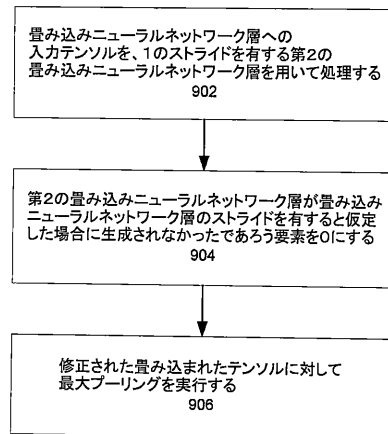 畳み込みニューラルネットワーク層への
入力テンソルを、1のストライドを有する第2の
畳み込みニューラルネットワーク層を用いて処理する
902
第2の畳み込みニューラルネットワーク層が畳み込み
ニューラルネットワーク層のストライドを有すると仮定
した場合に生成されなかったであろう要素を0にする
904
修正された畳み込まれたテンソルに対して
最大プーリングを実行する
906